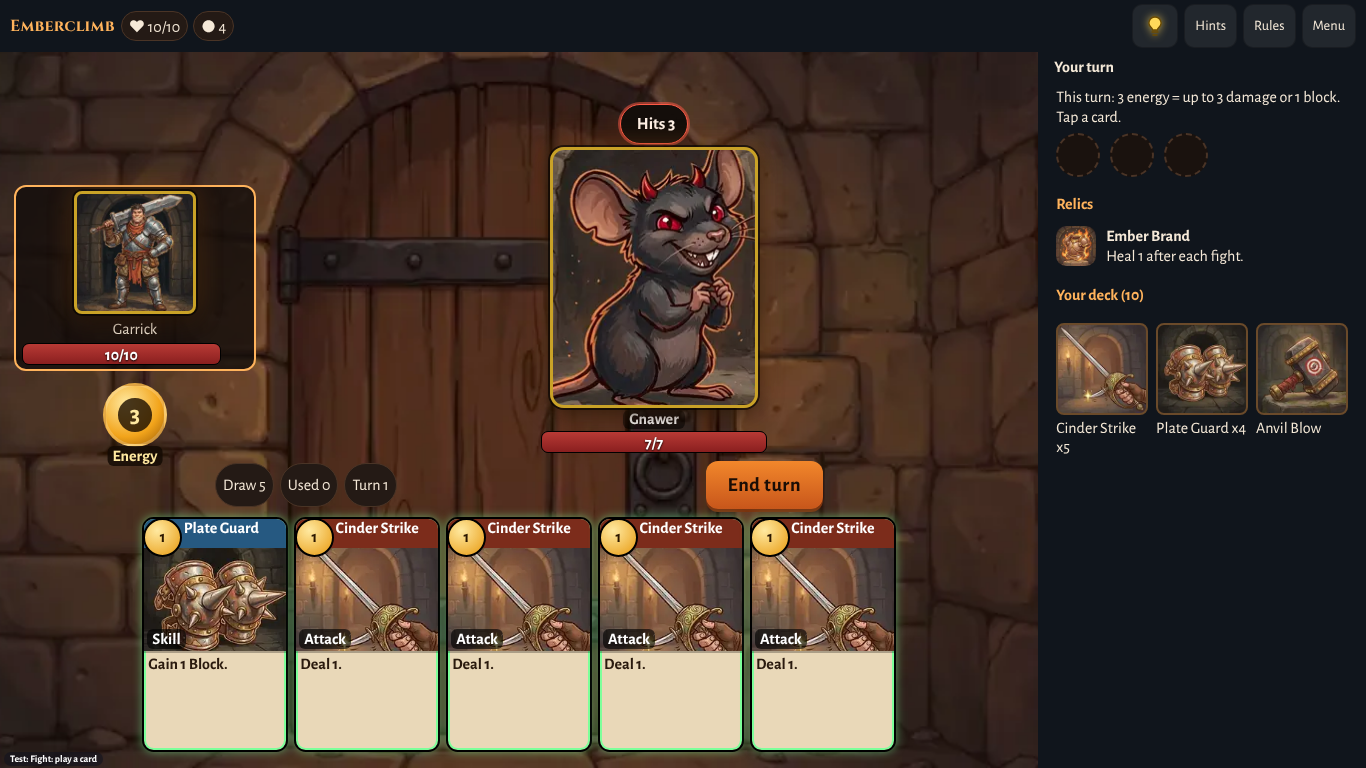 EMBERCLIMB
10/10
4
Hints
Rules
Menu
Your turn
This turn: 3 energy = up to 3 damage or 1 block.
Tap a card.
Relics
Ember Brand
Heal 1 after each fight.
Your deck (10)
Cinder Strike
x5
Plate Guard x4
Anvil Blow
Hits 3
Garrick
10/10
3
Energy
Gnawer
7/7
Draw 5
Used 0
Turn 1
End turn
1
Plate Guard
Skill
Gain 1 Block.
1
Cinder Strike
Attack
Deal 1.
1
Cinder Strike
Attack
Deal 1.
1
Cinder Strike
Attack
Deal 1.
1
Cinder Strike
Attack
Deal 1.
Test: Fight: play a card